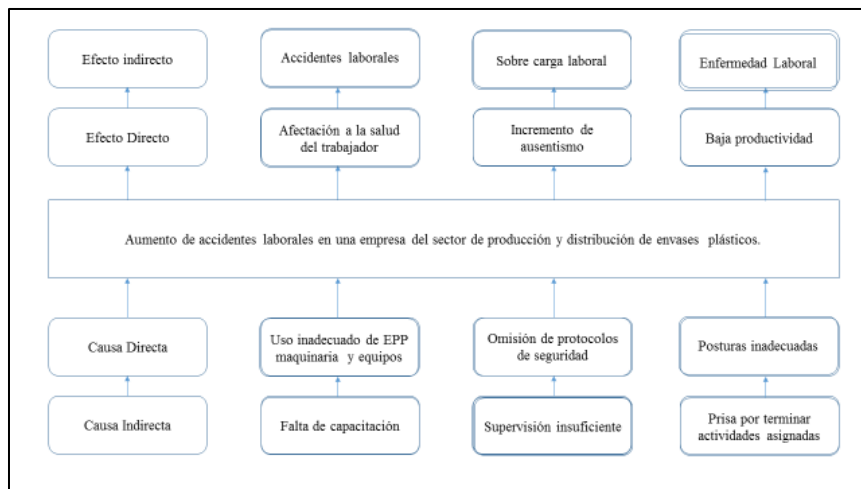 Efecto indirecto
Accidentes laborales
Sobre carga laboral
Enfermedad Laboral
Efecto Directo
Afectación a la salud
del trabajador
Incremento de
ausentismo
Baja productividad
Aumento de accidentes laborales en una empresa del sector de producción y distribución de envases plásticos.
Causa Directa
Uso inadecuado de EPP
maquinaria y equipos
Omisión de protocolos
de seguridad
Posturas inadecuadas
Causa Indirecta
Falta de capacitación
Supervisión insuficiente
Prisa por terminar
actividades asignadas